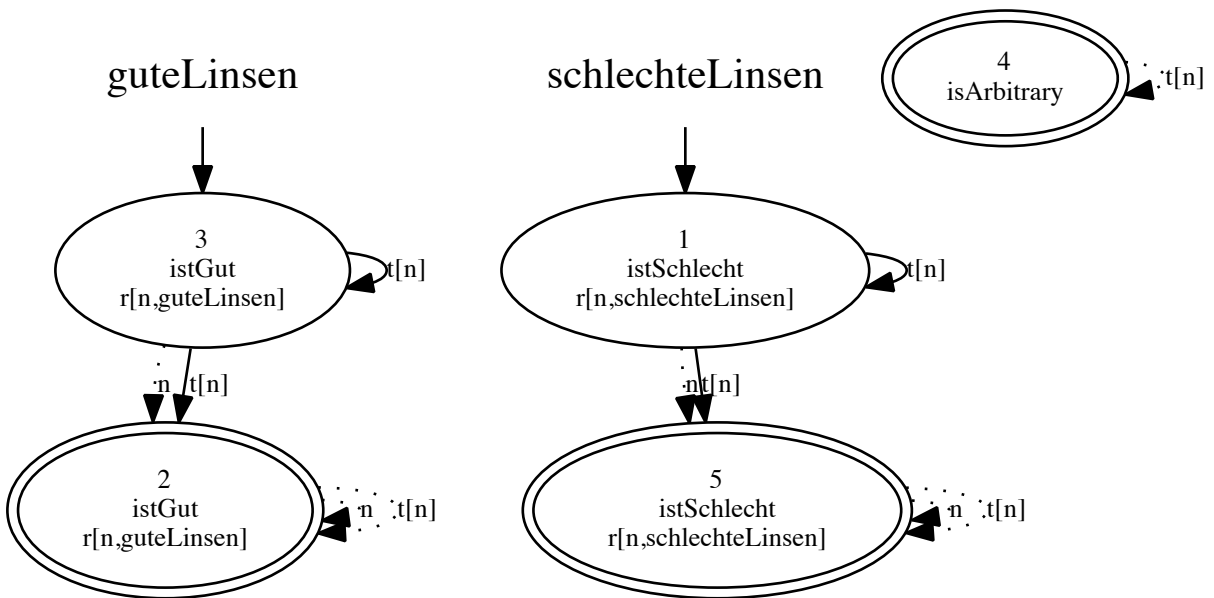 guteLinsen
schlechteLinsen
4
isArbitrary
t[n]
3
istGut
r[n,guteLinsen]
t[n]
1
istSchlecht
r[n,schlechteLinsen]
t[n]
n
t[n]
n
t[n]
2
istGut
r[n,guteLinsen]
n
t[n]
5
istSchlecht
r[n,schlechteLinsen]
n
t[n]